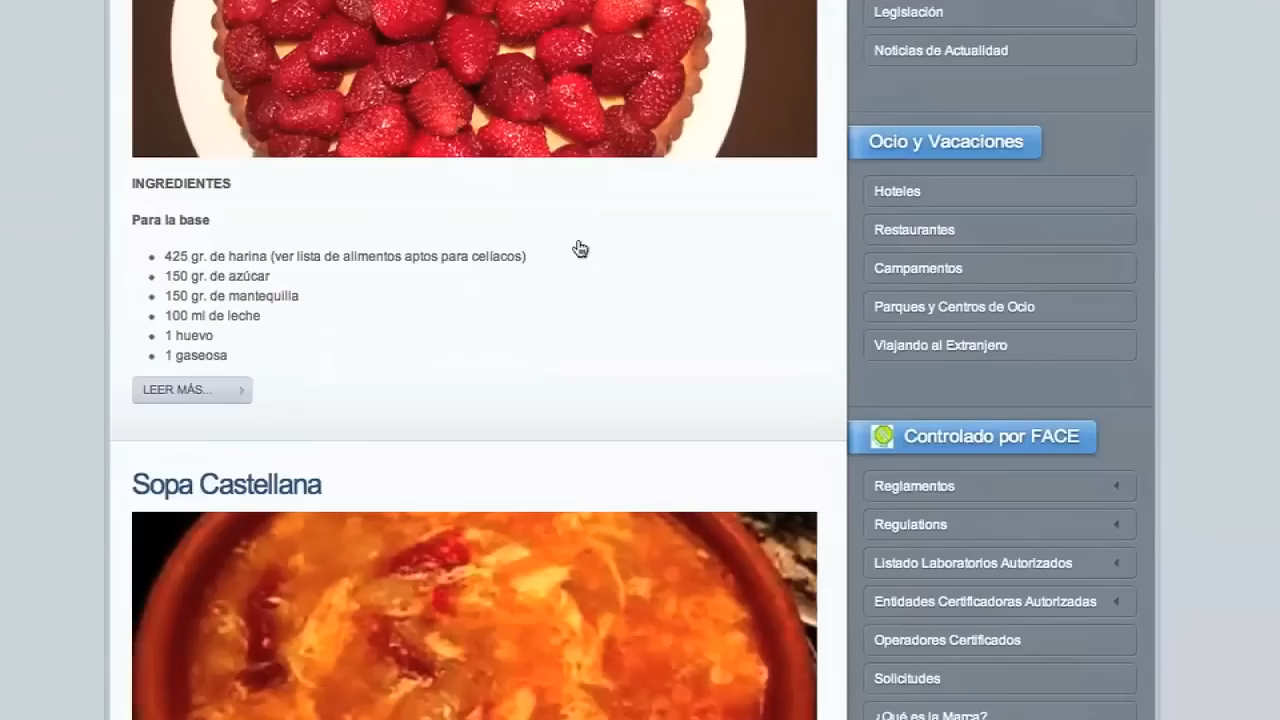 INGREDIENTES
Para la base
425 gr. de harina (ver lista de alimentos aptos para celíacos)
150 gr. de azúcar
150 gr. de mantequilla
100 ml de leche
1 huevo
1 gaseosa
LEER MÁS...
Sopa Castellana
Legislación
Noticias de Actualidad
Ocio y Vacaciones
Hoteles
Restaurantes
Campamentos
Parques y Centros de Ocio
Viajando al Extranjero
Controlado por FACE
Reglamentos
Regulations
Listado Laboratorios Autorizados
Entidades Certificadoras Autorizadas
Operadores Certificados
Solicitudes
¿Qué es la Marca?